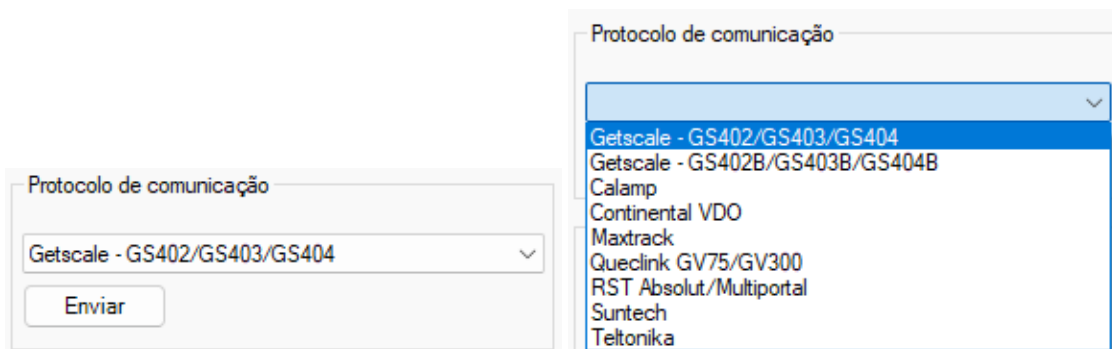 Protocolo de comunicação
Getscale - GS402/GS403/GS404
Enviar
Protocolo de comunicação
Getscale - GS402/GS403/GS404
Getscale - GS402B/GS403B/GS404B
Calamp
Continental VDO
Maxtrack
Queclink GV75/GV300
RST Absolut/Multiportal
Suntech
Teltonika